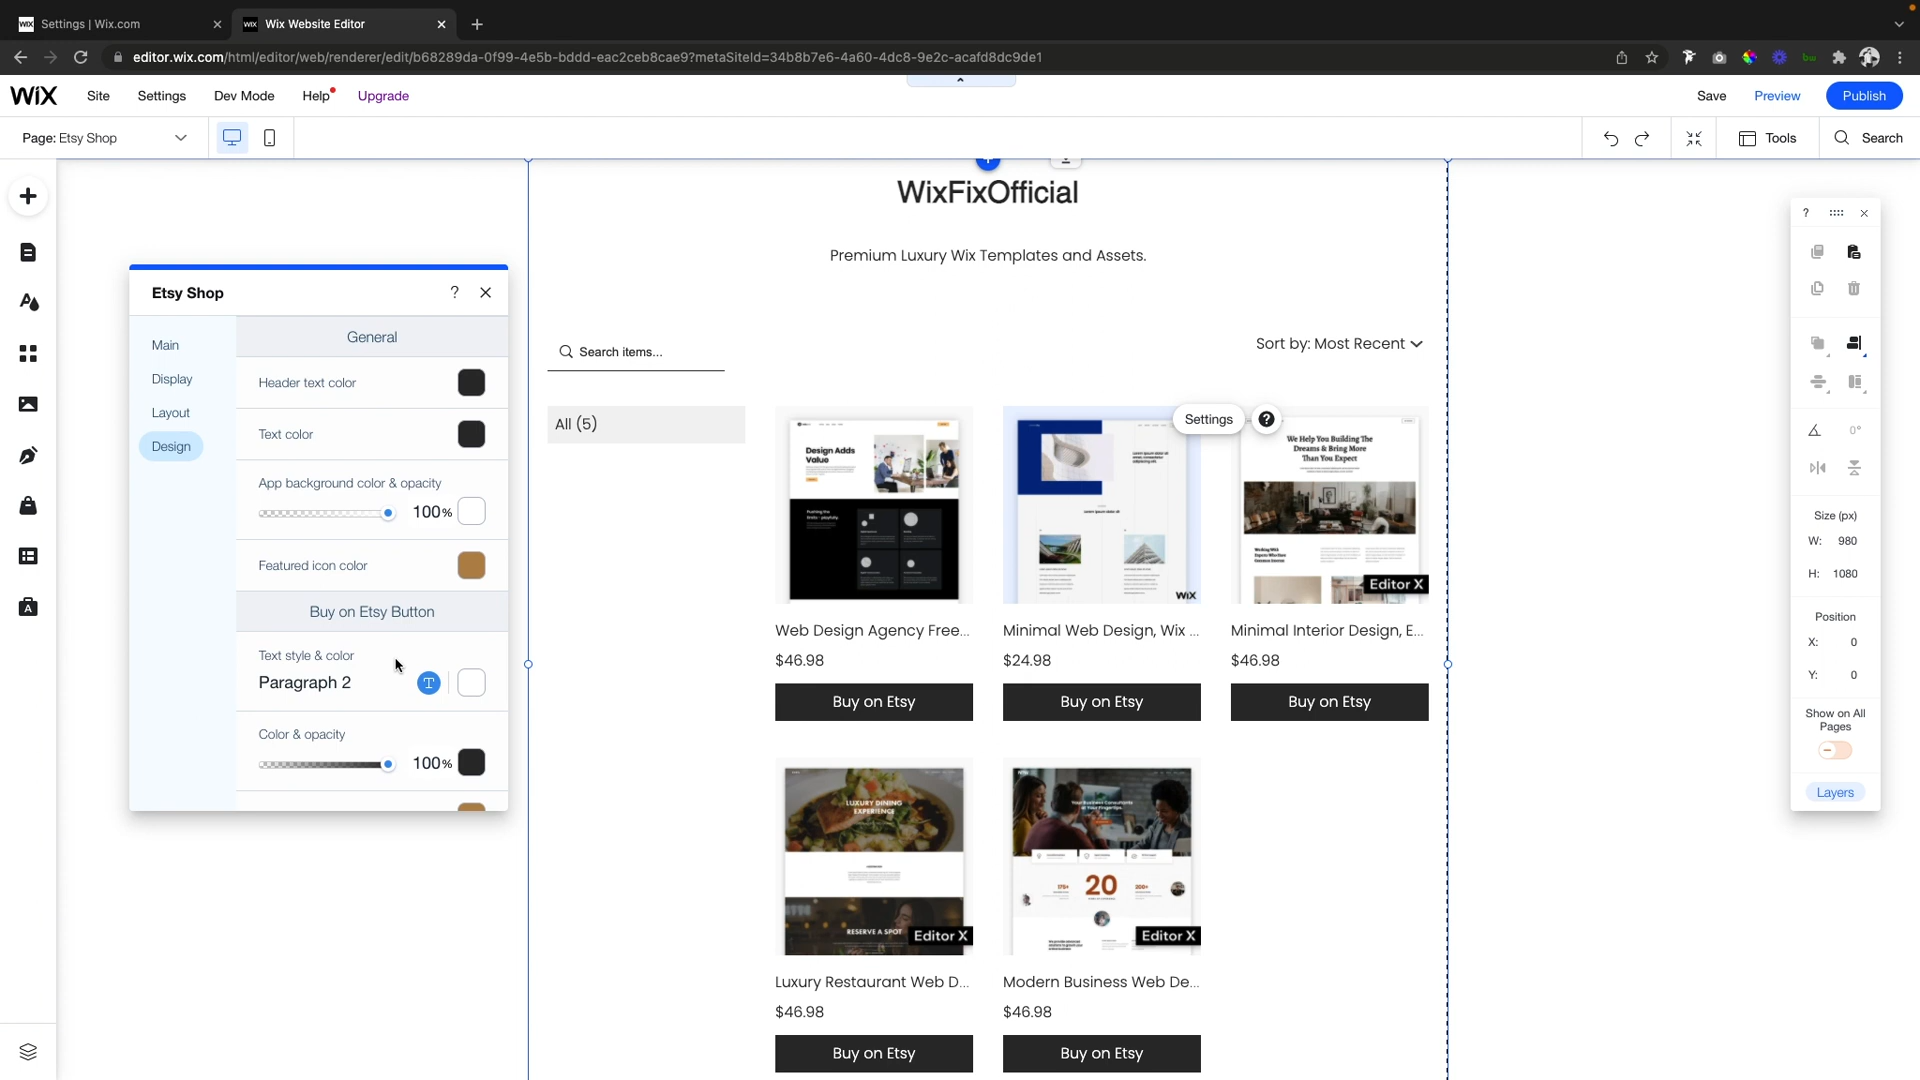 Settings | Wix.com
Wix Website Editor
editor.wix.com/html/editor/web/renderer/edit/b68289da-0f99-4e5b-bddd-eac2ceb8cae9?metaSiteId=34b8b7e6-4a60-4dc8-9e2c-acafd8dc9de1
WiX
Site
Settings
Dev Mode
Help
Upgrade
Save
Preview
Publish
Page: Etsy Shop
Tools
Search
WixFixOfficial
Premium Luxury Wix Templates and Assets.
Etsy Shop
?
Main
Display
Layout
Design
General
Header text color
Text color
App background color & opacity
100%
Featured icon color
Buy on Etsy Button
Text style & color
Paragraph 2
T
Color & opacity
100%
Search items...
Sort by: Most Recent
All (5)
Settings
?
Design Adds
Value
We Help You Building The
Dreams & Bring More
Than You Expect
WiX
Editor X
Web Design Agency Free...
Minimal Web Design, Wix ...
Minimal Interior Design, E...
$46.98
$24.98
$46.98
Buy on Etsy
Buy on Etsy
Buy on Etsy
LUXURY DINING
EXPERIENCE
RESERVE A SPOT
Editor X
20
Editor X
Luxury Restaurant Web D...
Modern Business Web De...
$46.98
$46.98
Buy on Etsy
Buy on Etsy
?
0°
Size (px)
W: 980
H: 1080
Position
X: 0
Y: 0
Show on All
Pages
Layers